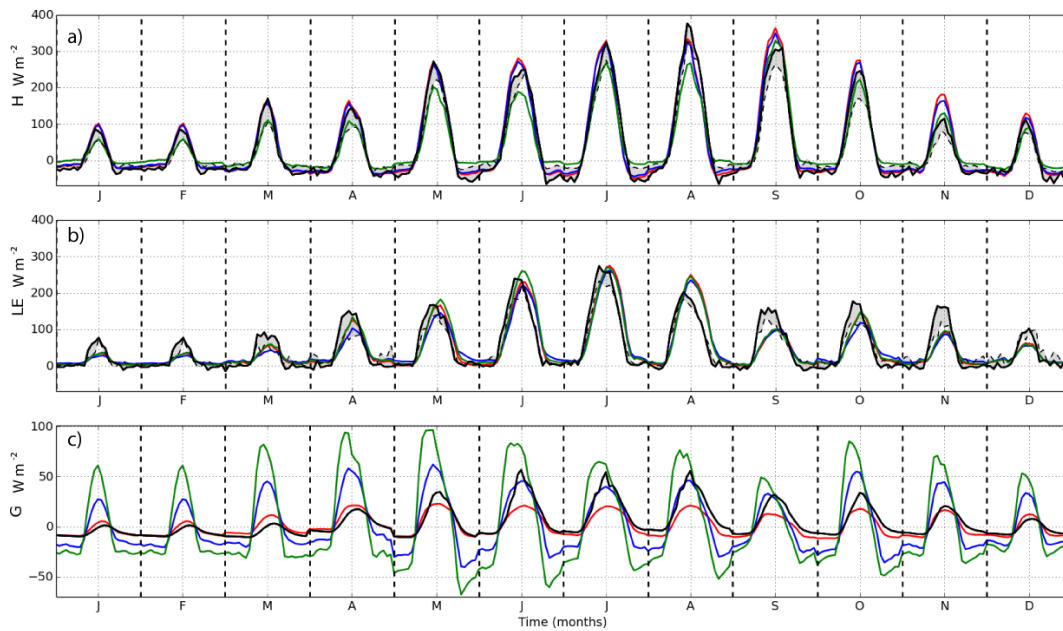 a)
H W m⁻²
400
300
200
100
0
J F M A M J J A S O N D
b)
LE W m⁻²
400
300
200
100
0
J F M A M J J A S O N D
c)
G W m⁻²
100
50
0
−50
J F M A M J J A S O N D
Time (months)